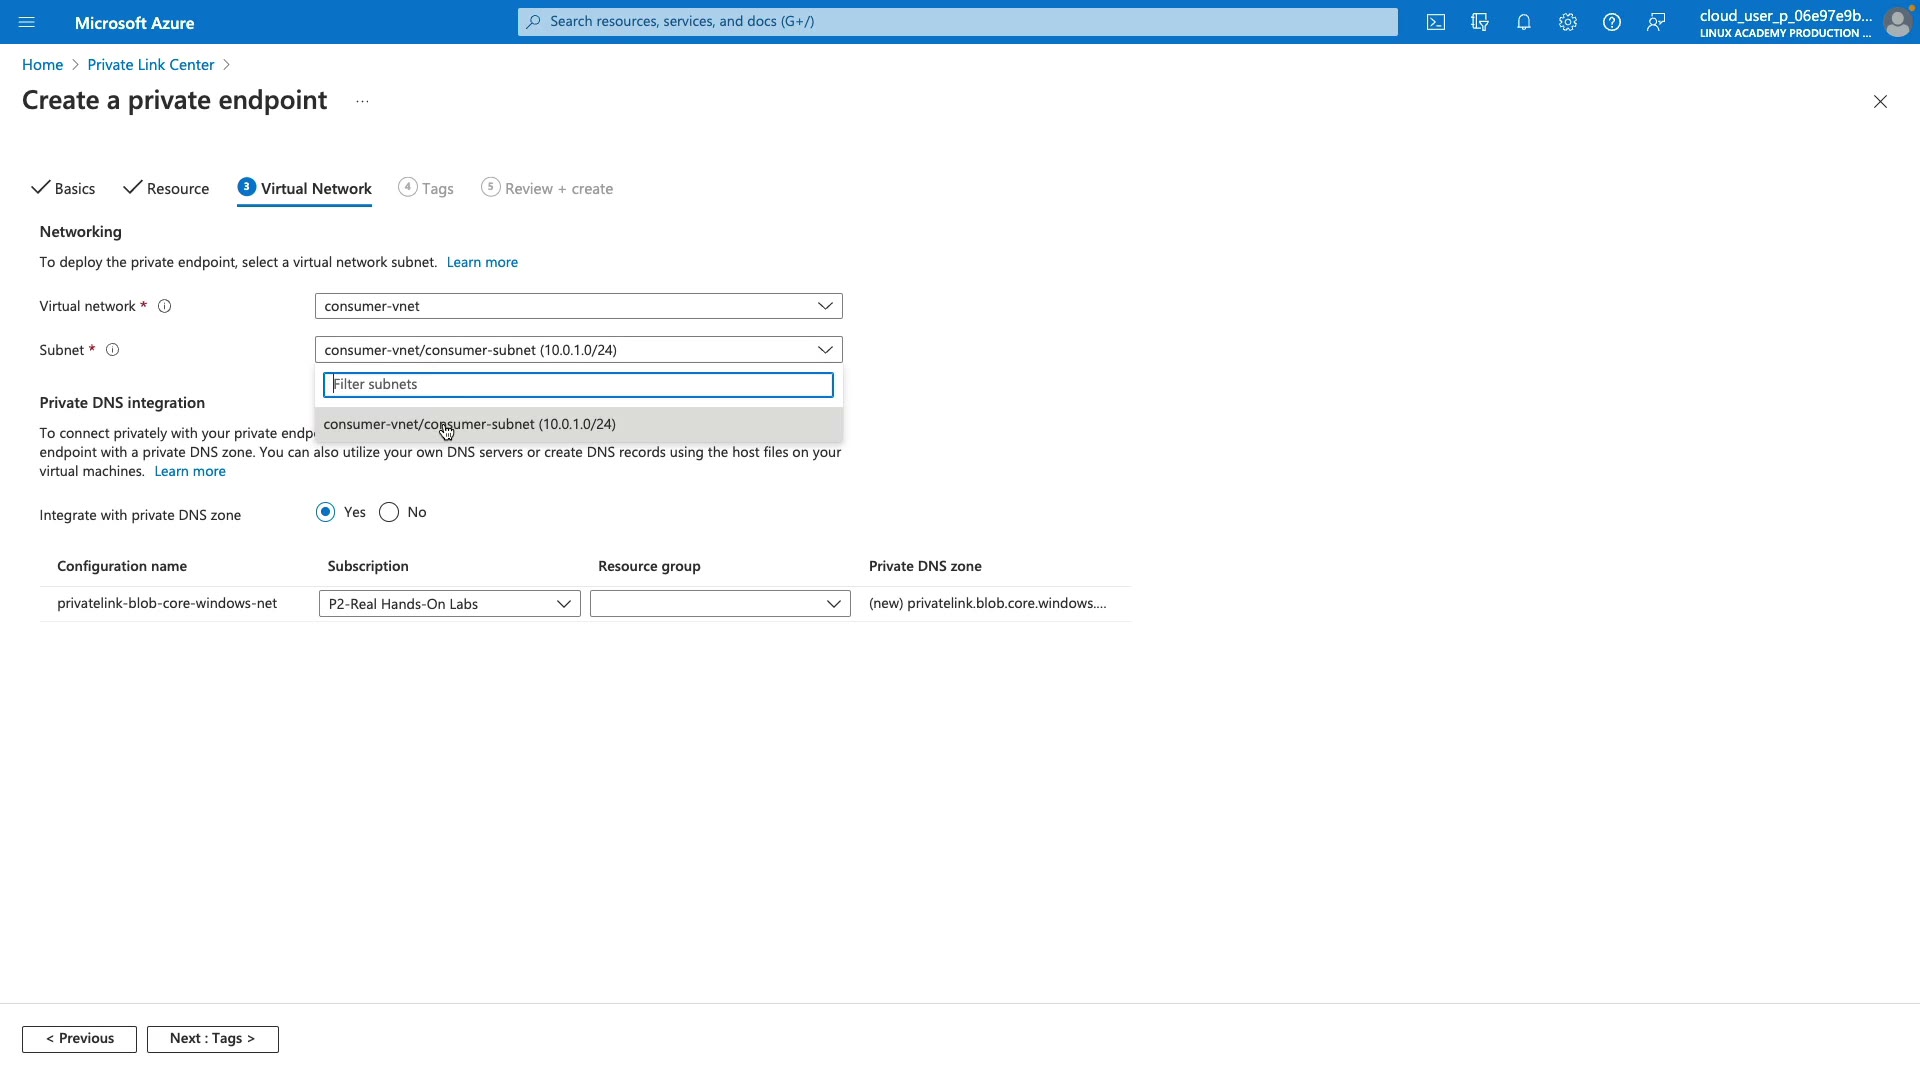 Microsoft Azure
Search resources, services, and docs (G+/)
cloud_user_p_06e97e9b...
LINUX ACADEMY PRODUCTION ...
Home > Private Link Center >
Create a private endpoint ...
Basics
Resource
3 Virtual Network
4 Tags
5 Review + create
Networking
To deploy the private endpoint, select a virtual network subnet. Learn more
Virtual network *
consumer-vnet
Subnet *
consumer-vnet/consumer-subnet (10.0.1.0/24)
Filter subnets
consumer-vnet/consumer-subnet (10.0.1.0/24)
Private DNS integration
To connect privately with your private endp
endpoint with a private DNS zone. You can also utilize your own DNS servers or create DNS records using the host files on your
virtual machines. Learn more
Integrate with private DNS zone
Yes
No
Configuration name
Subscription
Resource group
Private DNS zone
privatelink-blob-core-windows-net
P2-Real Hands-On Labs
(new) privatelink.blob.core.windows....
< Previous
Next : Tags >